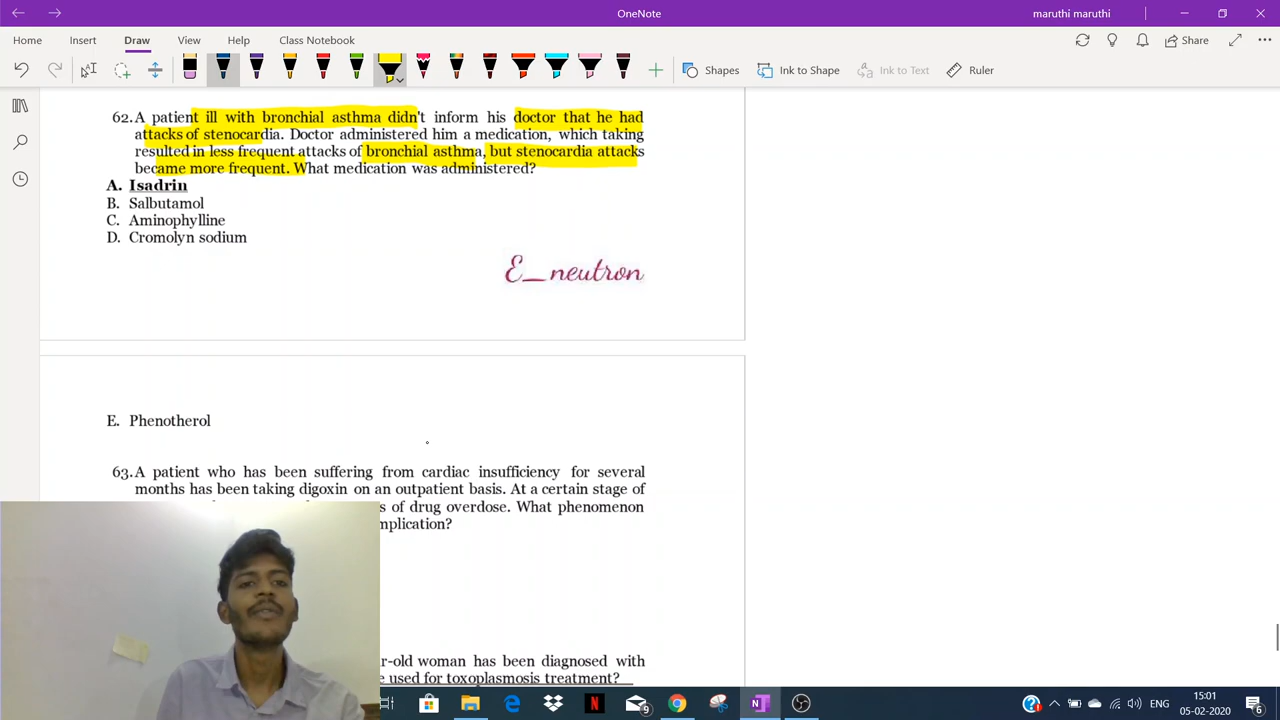 OneNote
maruthi maruthi
Home
Insert
Draw
View
Help
Class Notebook
Share
Shapes
Ink to Shape
Ink to Text
Ruler
62. A patient ill with bronchial asthma didn't inform his doctor that he had
attacks of stenocardia. Doctor administered him a medication, which taking
resulted in less frequent attacks of bronchial asthma, but stenocardia attacks
became more frequent. What medication was administered?
A. Isadrin
B. Salbutamol
C. Aminophylline
D. Cromolyn sodium
E_neutron
E. Phenotherol
63. A patient who has been suffering from cardiac insufficiency for several
months has been taking digoxin on an outpatient basis. At a certain stage of
s of drug overdose. What phenomenon
mplication?
r-old woman has been diagnosed with
e used for toxoplasmosis treatment?
9
ENG
15:01
05-02-2020
6